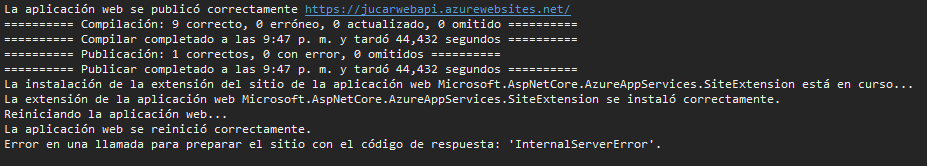 La aplicación web se publicó correctamente https://jucarwebapi.azurewebsites.net/
========== Compilación: 9 correcto, 0 erróneo, 0 actualizado, 0 omitido ==========
========== Compilar completado a las 9:47 p. m. y tardó 44,432 segundos ==========
========== Publicación: 1 correctos, 0 con error, 0 omitidos ==========
========== Publicar completado a las 9:47 p. m. y tardó 44,432 segundos ==========
La instalación de la extensión del sitio de la aplicación web Microsoft.AspNetCore.AzureAppServices.SiteExtension está en curso...
La extensión de la aplicación web Microsoft.AspNetCore.AzureAppServices.SiteExtension se instaló correctamente.
Reiniciando la aplicación web...
La aplicación web se reinició correctamente.
Error en una llamada para preparar el sitio con el código de respuesta: 'InternalServerError'.